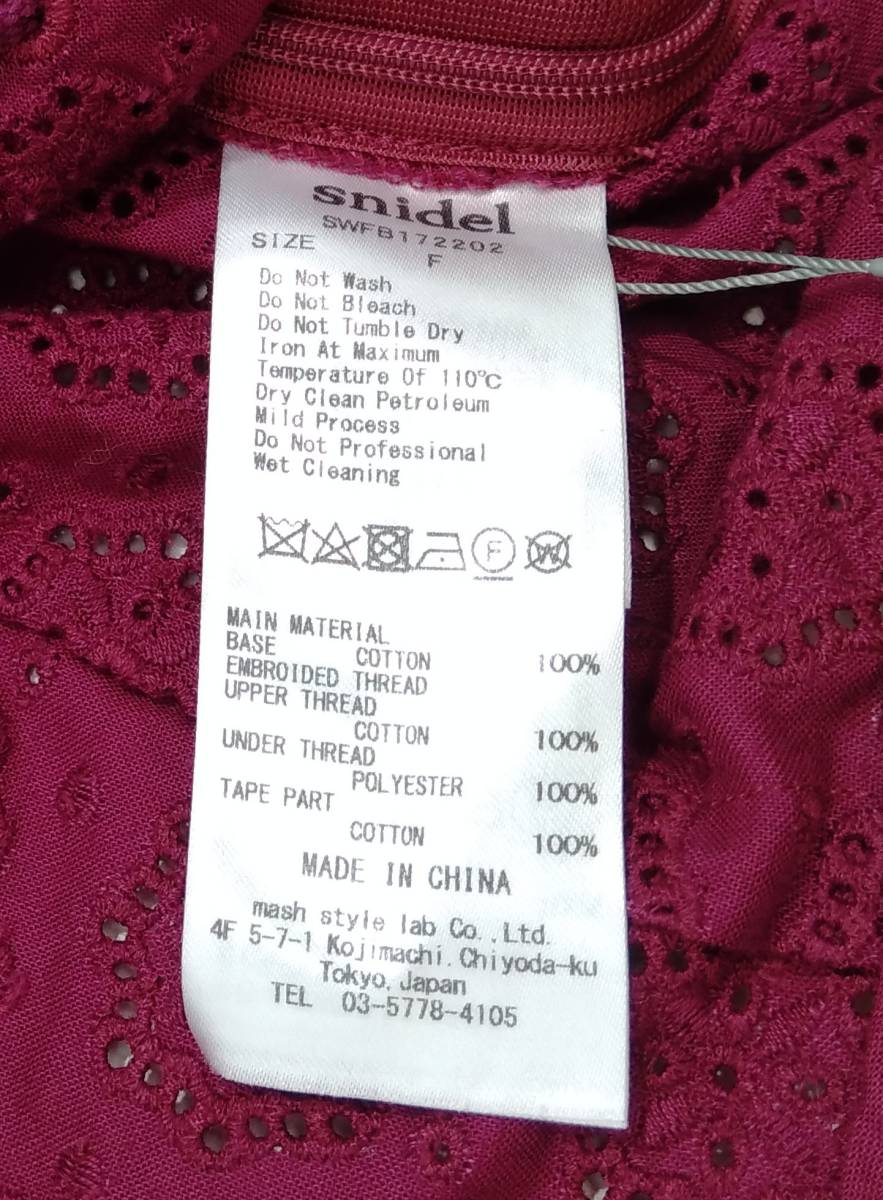 snidel
SWFB172202
SIZE F
Do Not Wash
Do Not Bleach
Do Not Tumble Dry
Iron At Maximum
Temperature Of 110℃
Dry Clean Petroleum
Mild Process
Do Not Professional
Wet Cleaning
F W
MAIN MATERIAL
BASE COTTON 100%
EMBROIDED THREAD
UPPER THREAD
COTTON 100%
UNDER THREAD
POLYESTER 100%
TAPE PART
COTTON 100%
MADE IN CHINA
mash style lab Co.,Ltd.
4F 5-7-1 Kojimachi.Chiyoda-ku
Tokyo, Japan
TEL 03-5778-4105